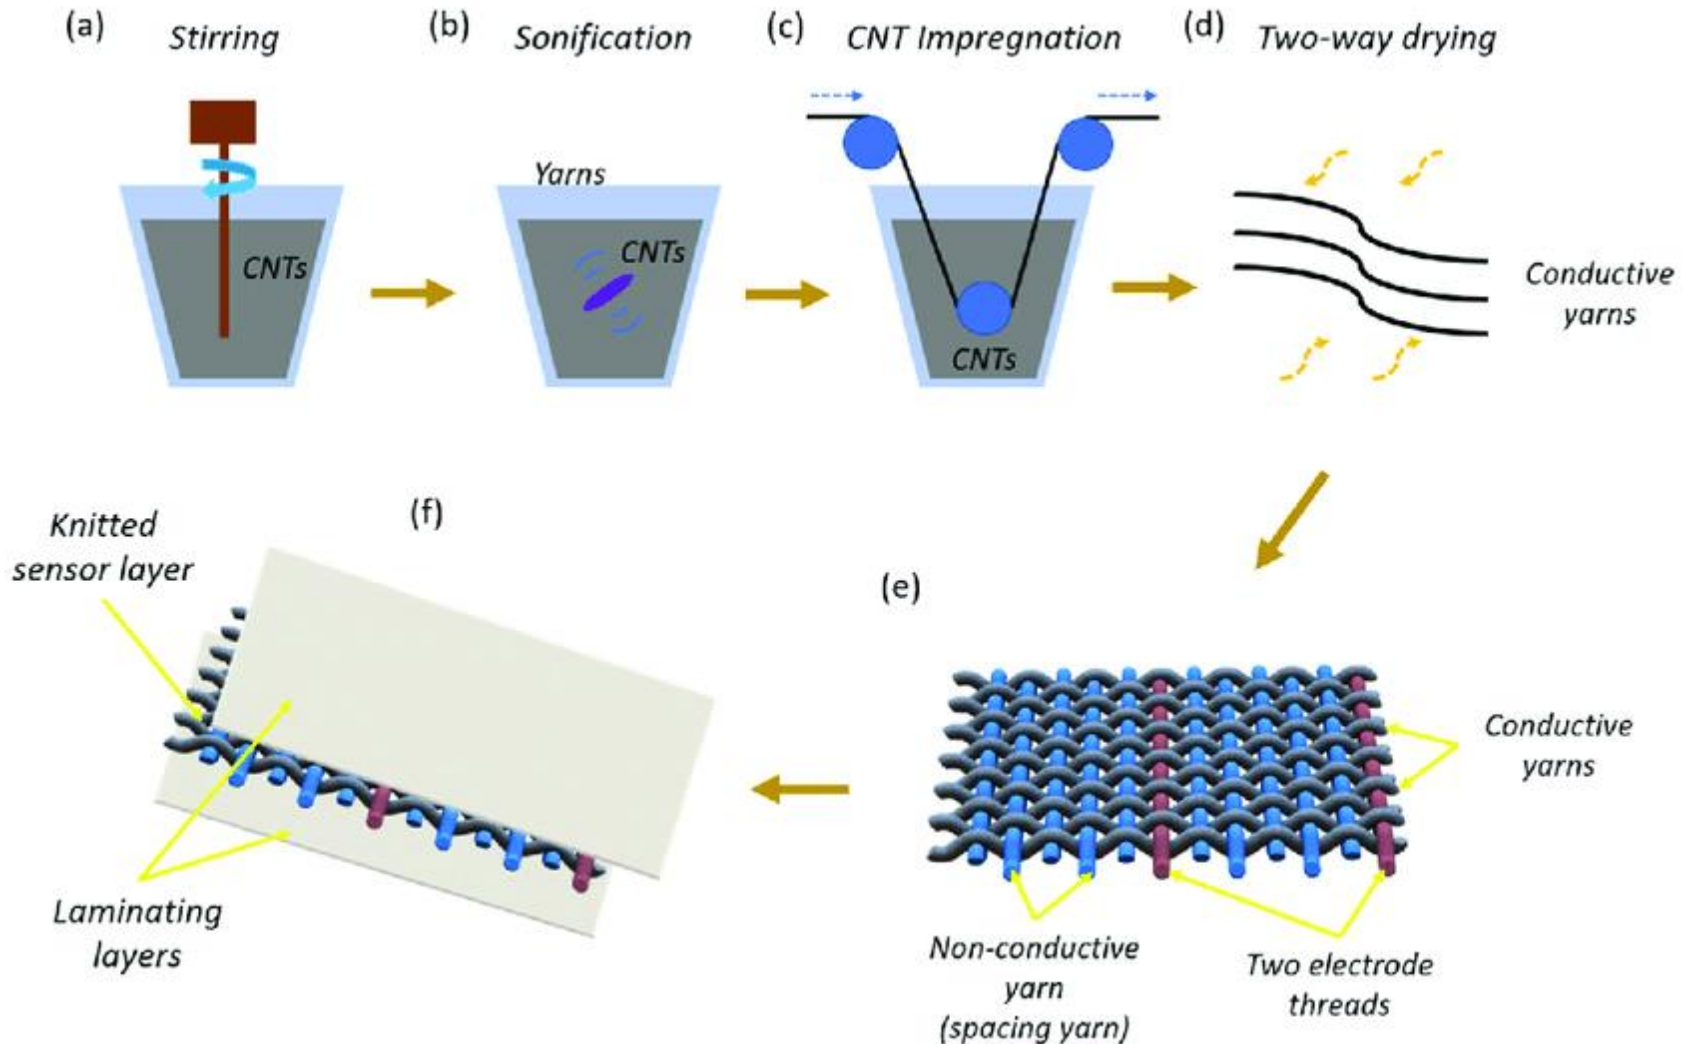 (a) Stirring
(b) Sonification
(c) CNT Impregnation
(d) Two-way drying
CNTs
Yarns
CNTs
CNTs
Conductive
yarns
(e)
Conductive
yarns
Non-conductive
yarn
(spacing yarn)
Two electrode
threads
(f)
Knitted
sensor layer
Laminating
layers